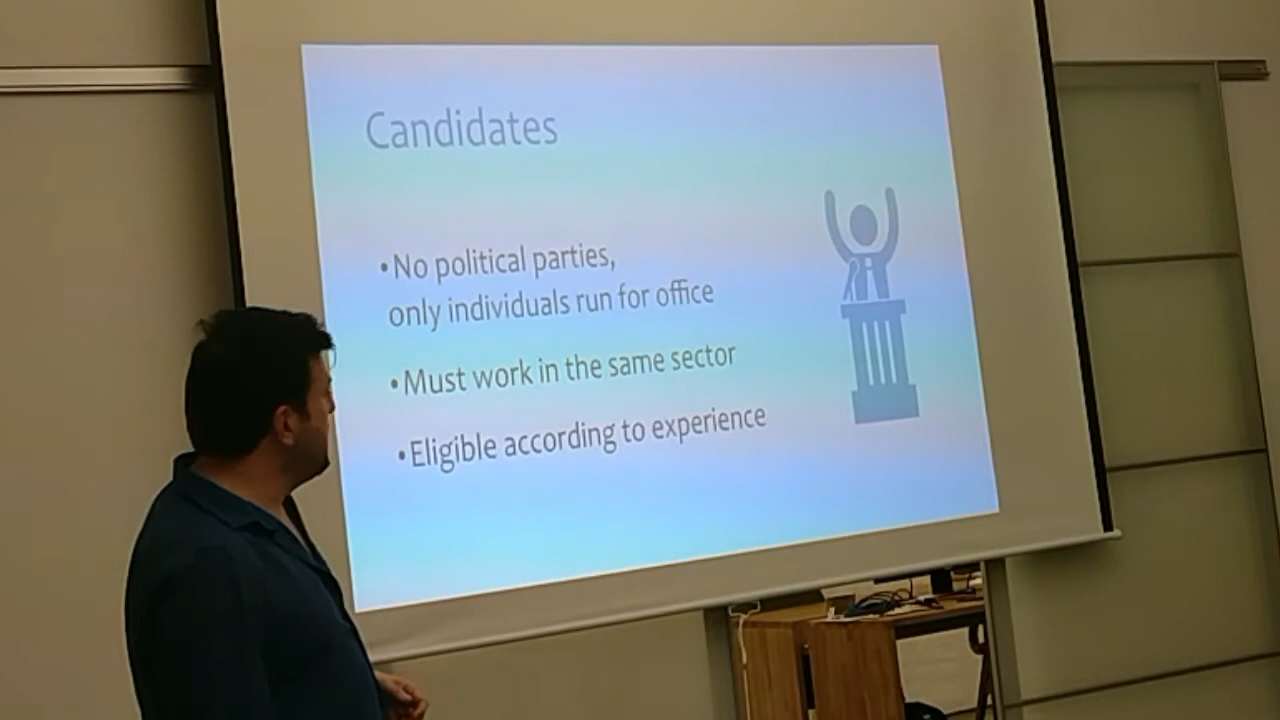 Candidates
•No political parties,
only individuals run for office
•Must work in the same sector
•Eligible according to experience